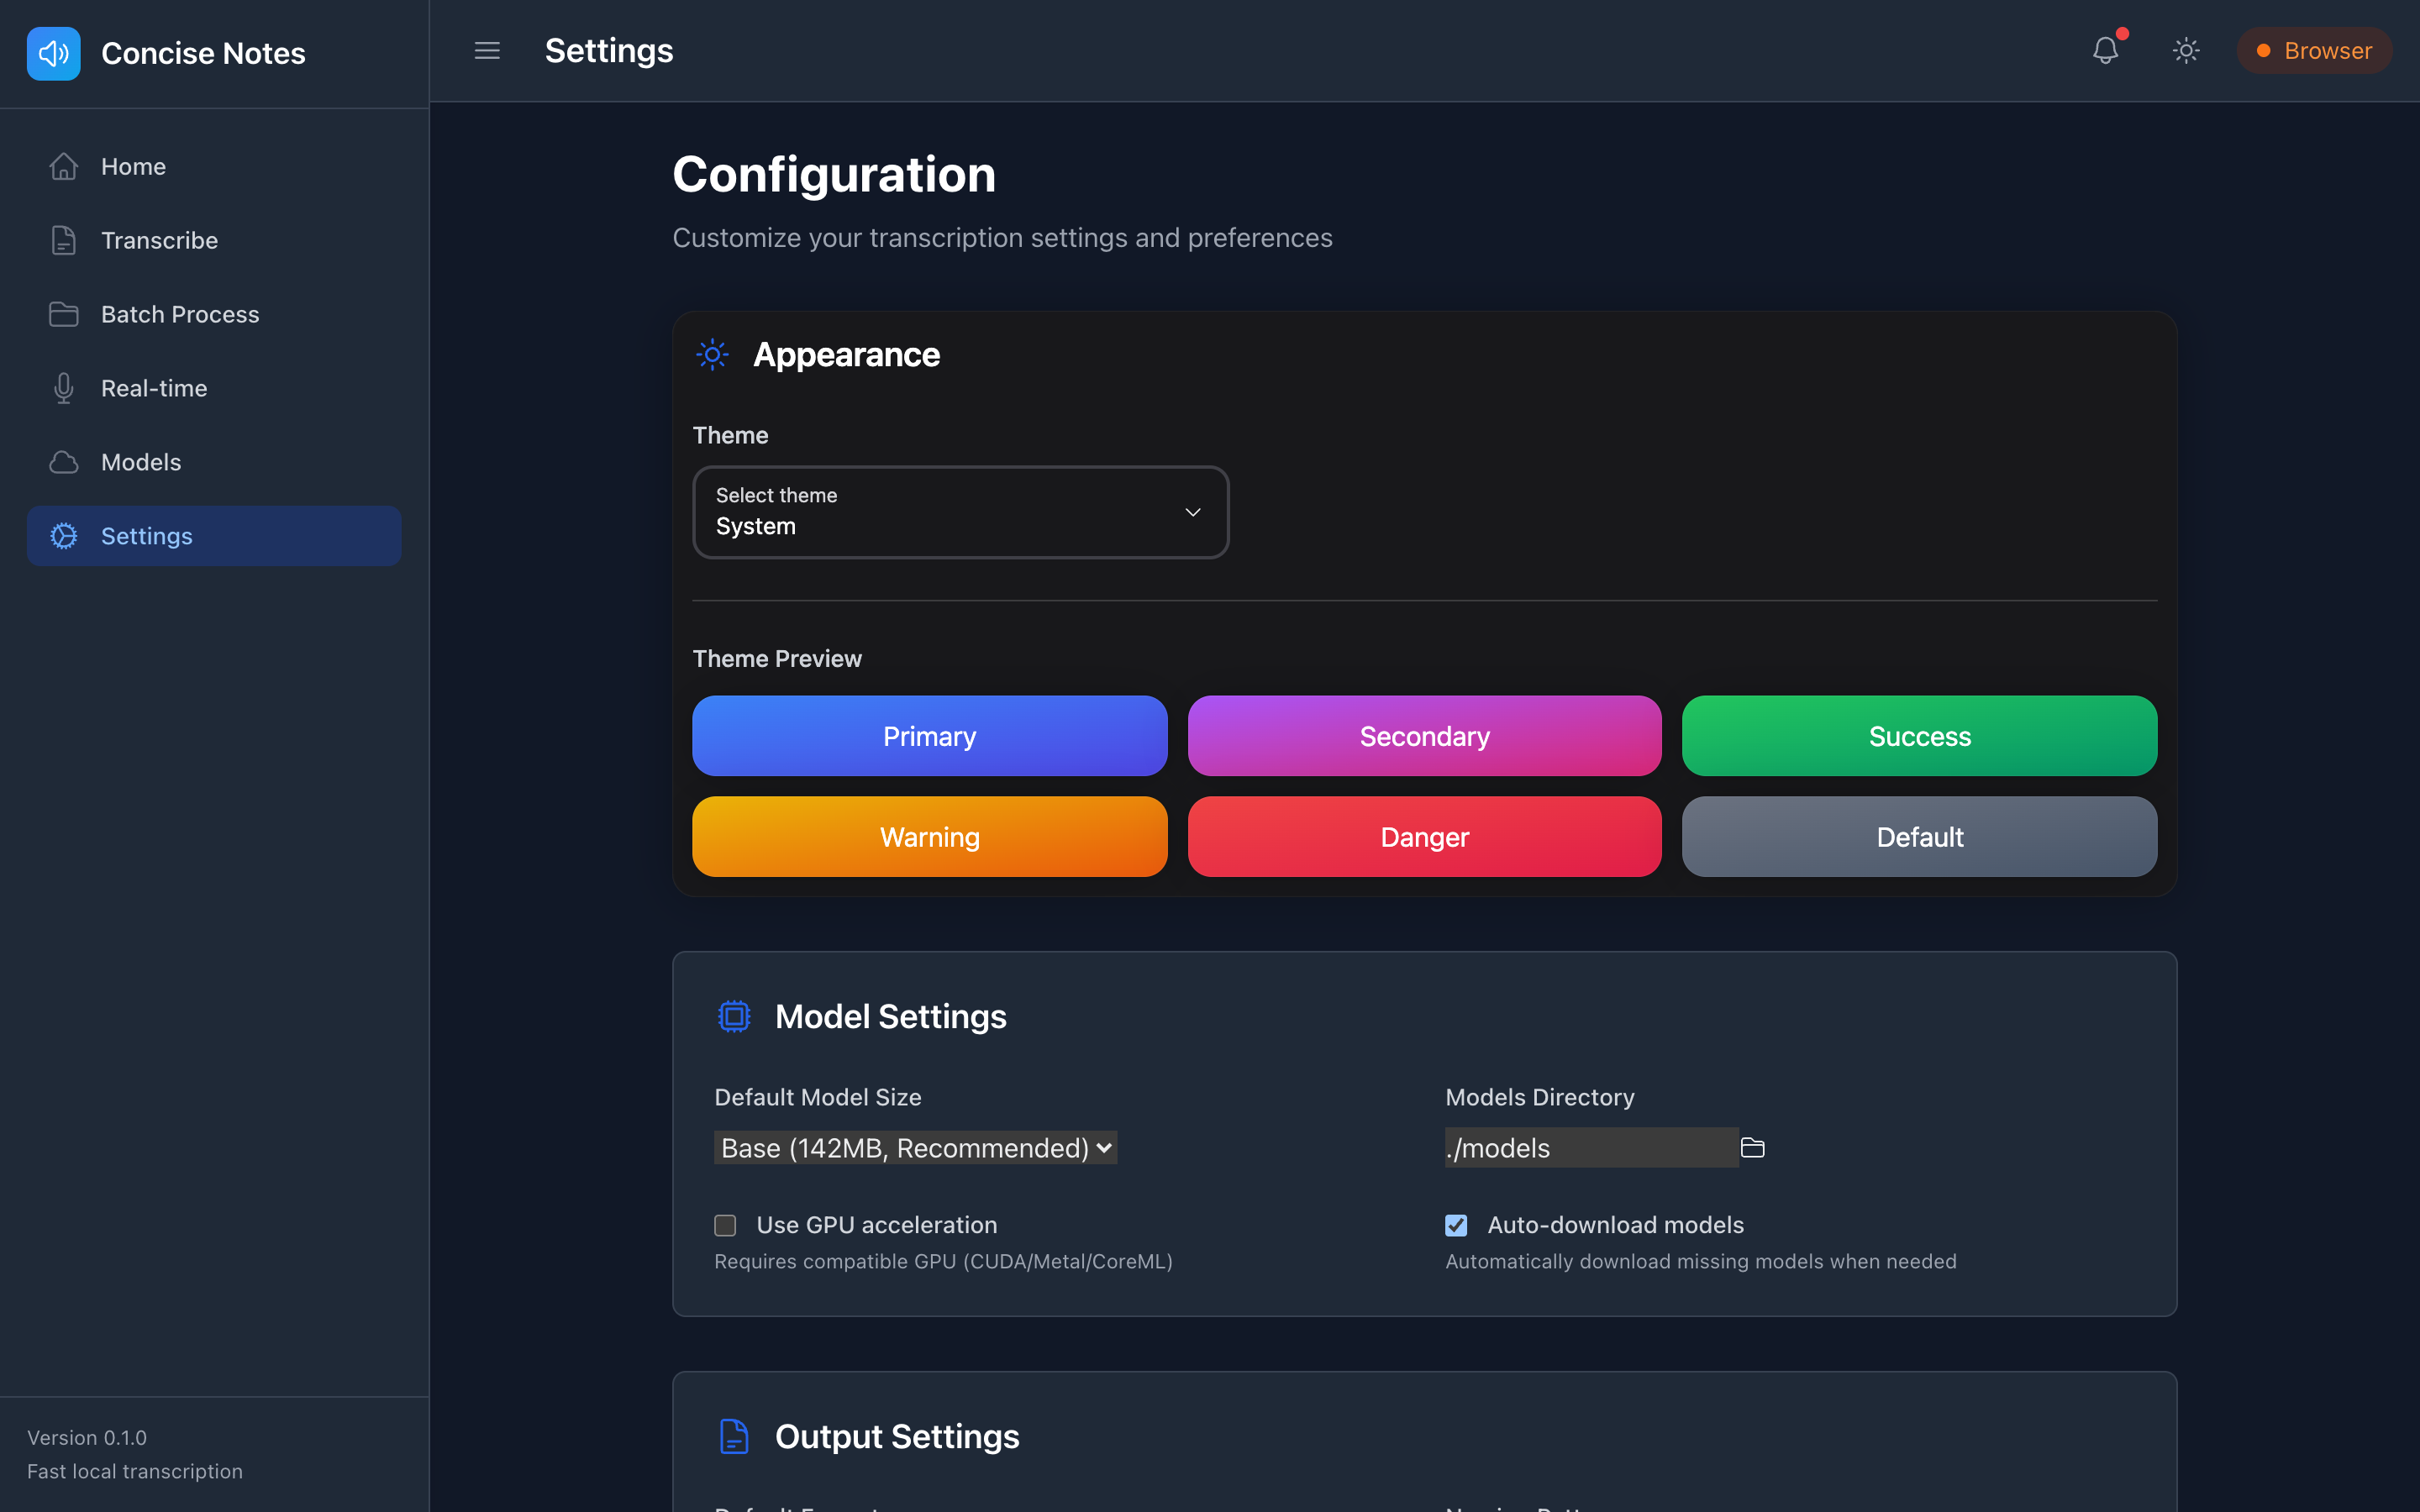 Concise Notes
Home
Transcribe
Batch Process
Real-time
Models
Settings
Version 0.1.0
Fast local transcription
Settings
Browser
Configuration
Customize your transcription settings and preferences
Appearance
Theme
Select theme
System
Theme Preview
Primary
Secondary
Success
Warning
Danger
Default
Model Settings
Default Model Size
Base (142MB, Recommended)
Use GPU acceleration
Requires compatible GPU (CUDA/Metal/CoreML)
Models Directory
./models
Auto-download models
Automatically download missing models when needed
Output Settings